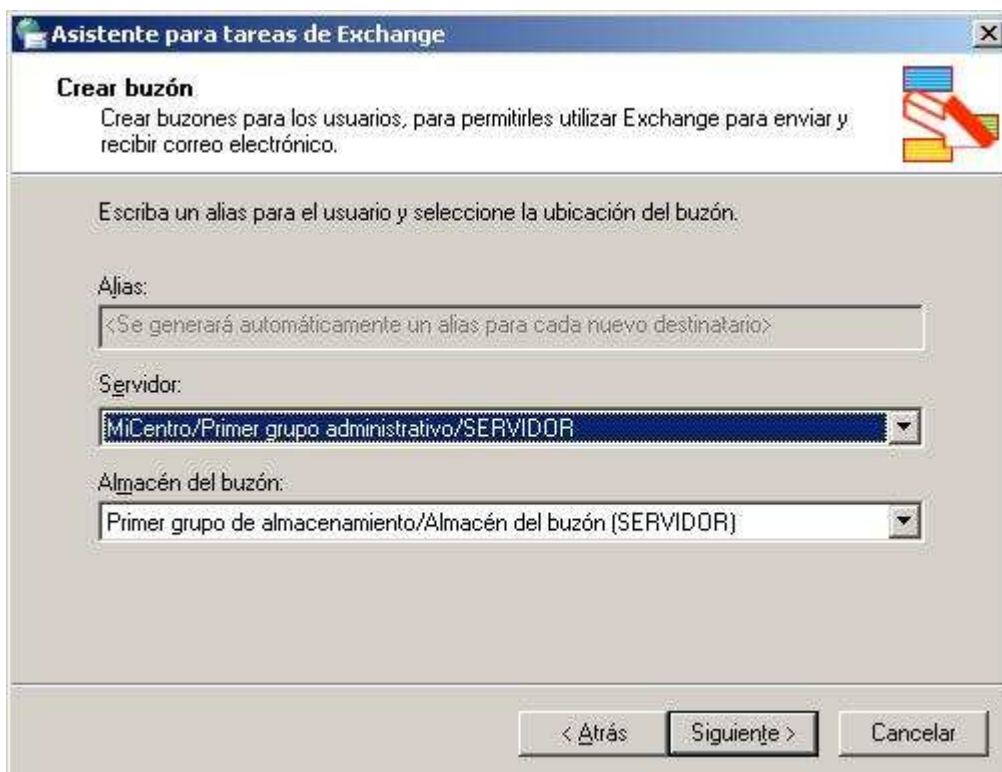 Asistente para tareas de Exchange
Crear buzón
Crear buzones para los usuarios, para permitirles utilizar Exchange para enviar y
recibir correo electrónico.
Escriba un alias para el usuario y seleccione la ubicación del buzón.
Alias:
<Se generará automáticamente un alias para cada nuevo destinatario>
Servidor:
MiCentro/Primer grupo administrativo/SERVIDOR
Almacén del buzón:
Primer grupo de almacenamiento/Almacén del buzón (SERVIDOR)
< Atrás Siguiente > Cancelar